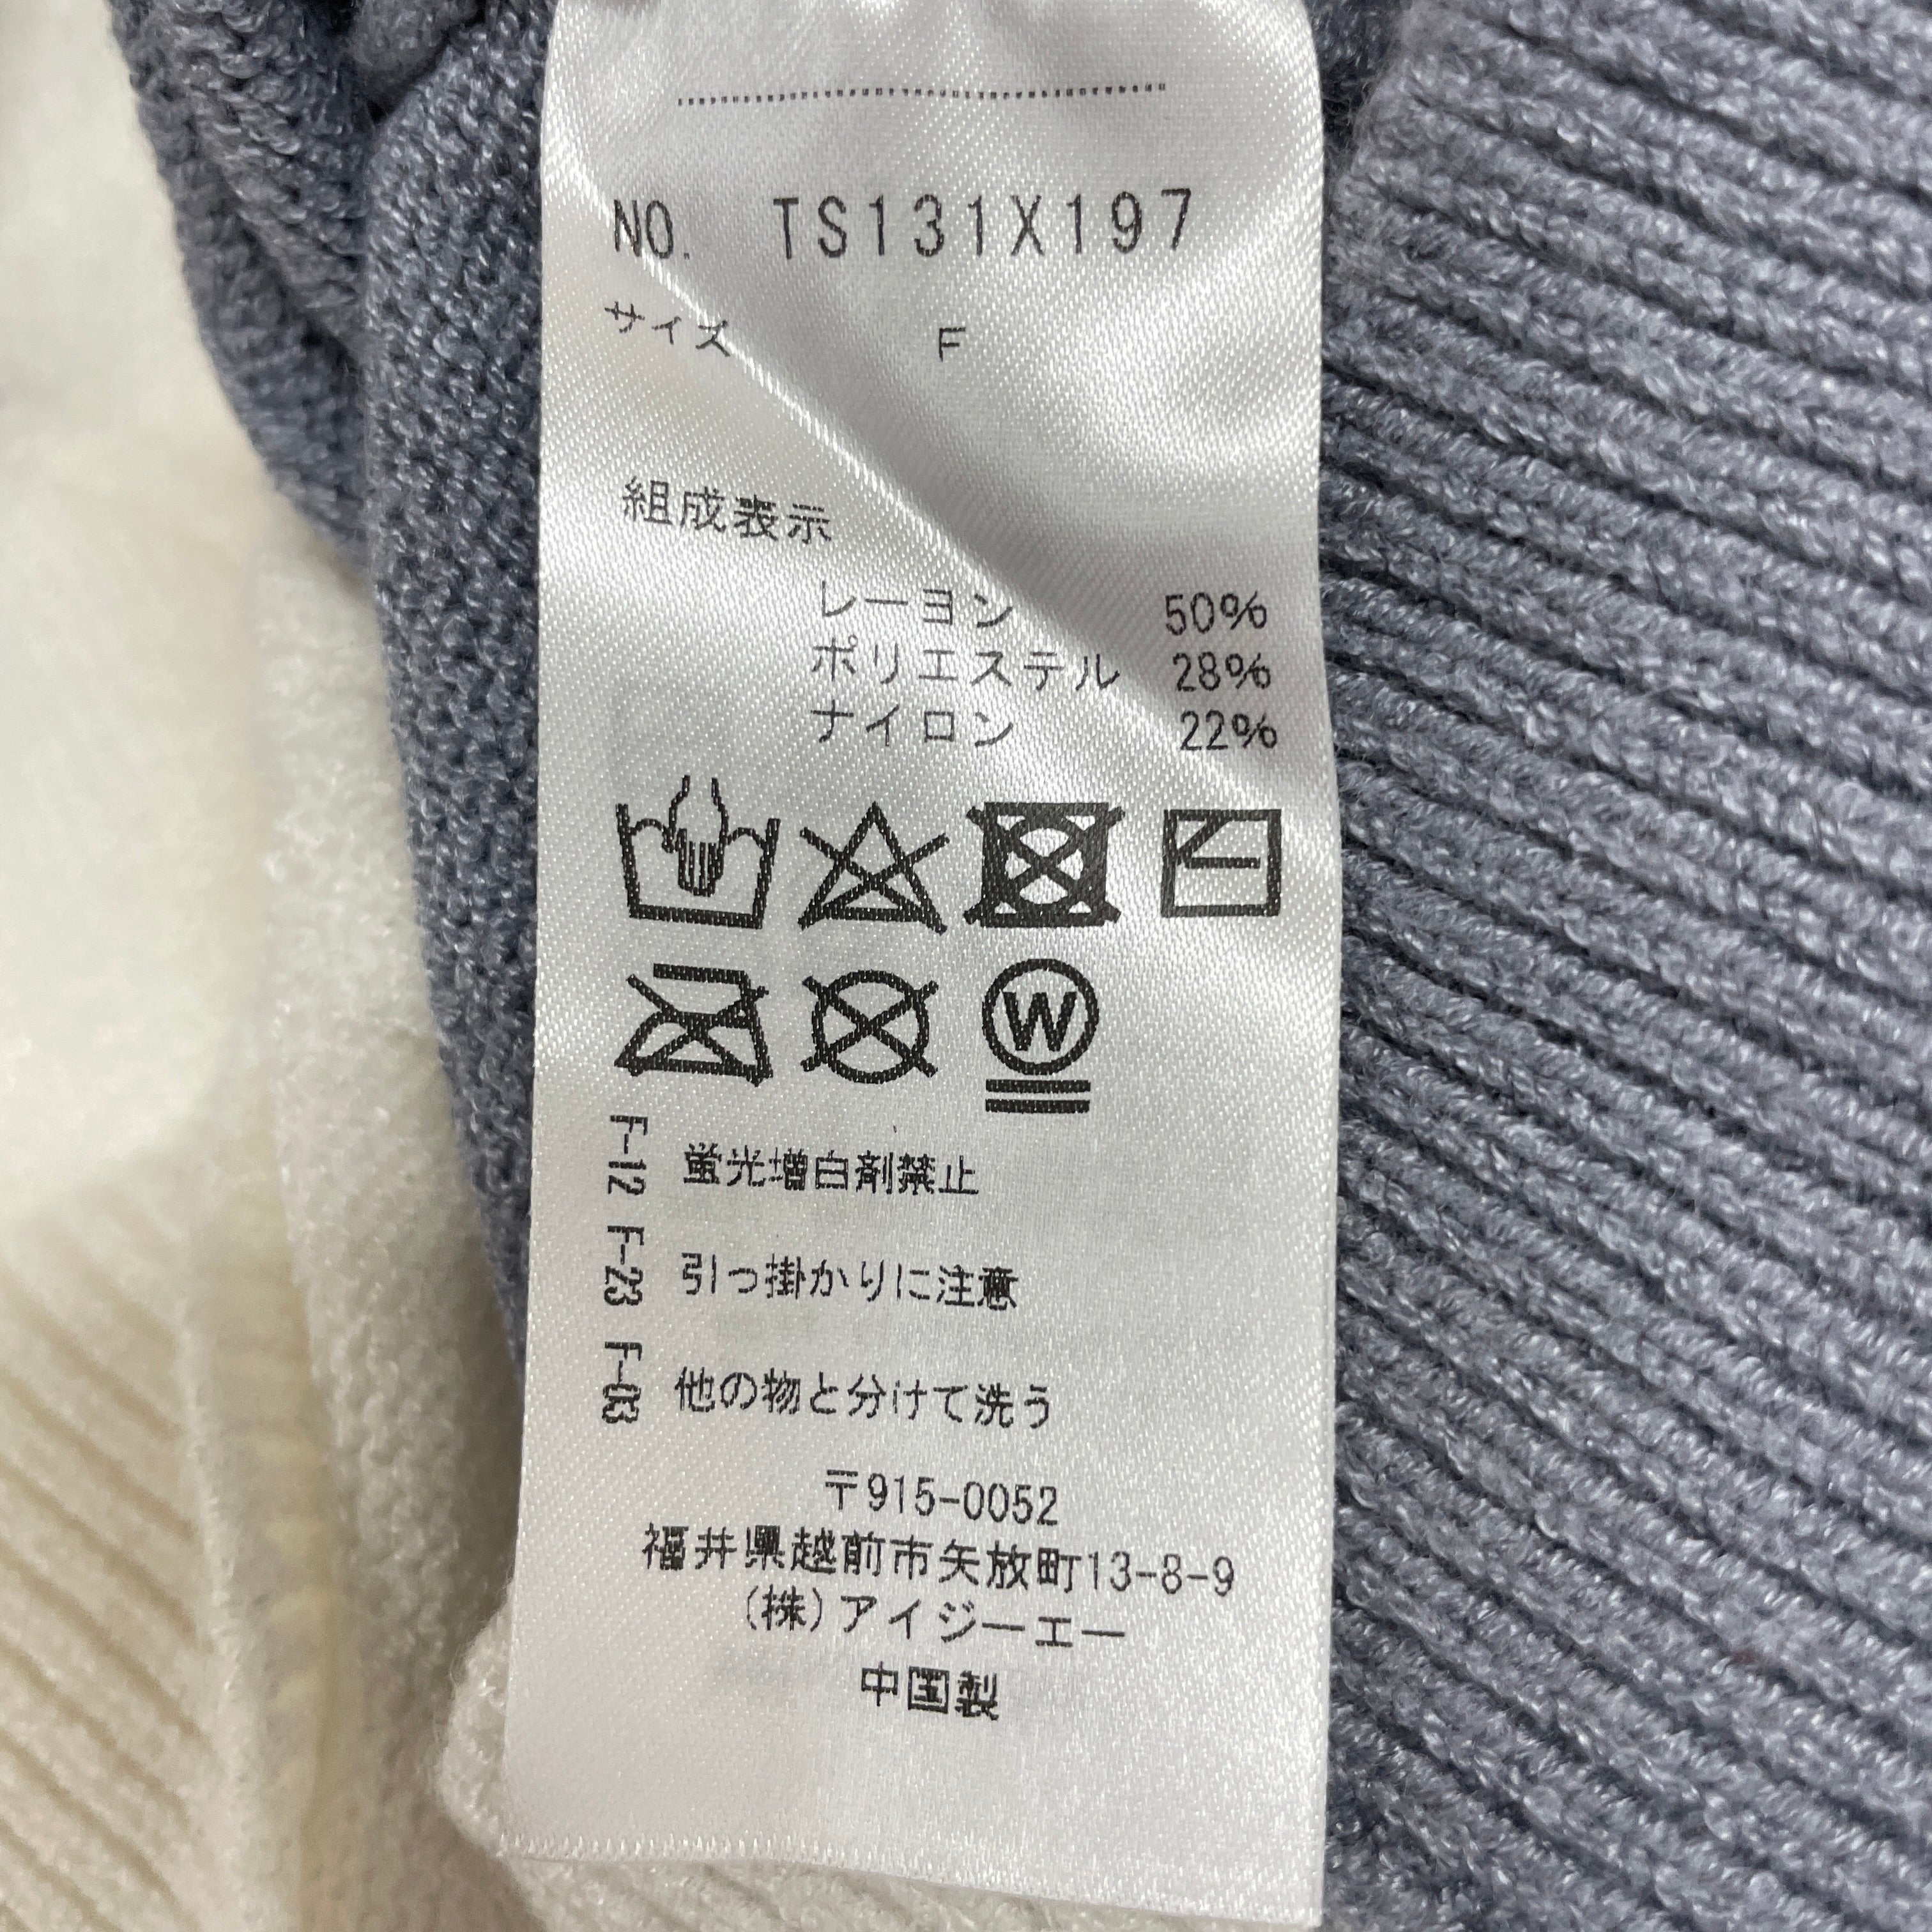 NO. TS131X197
サイズ F
組成表示
レーヨン 50%
ポリエステル 28%
ナイロン 22%
W
F-12 蛍光増白剤禁止
F-23 引っ掛かりに注意
F-03 他の物と分けて洗う
〒915-0052
福井県越前市矢放町13-8-9
(株)アイジーエー
中国製